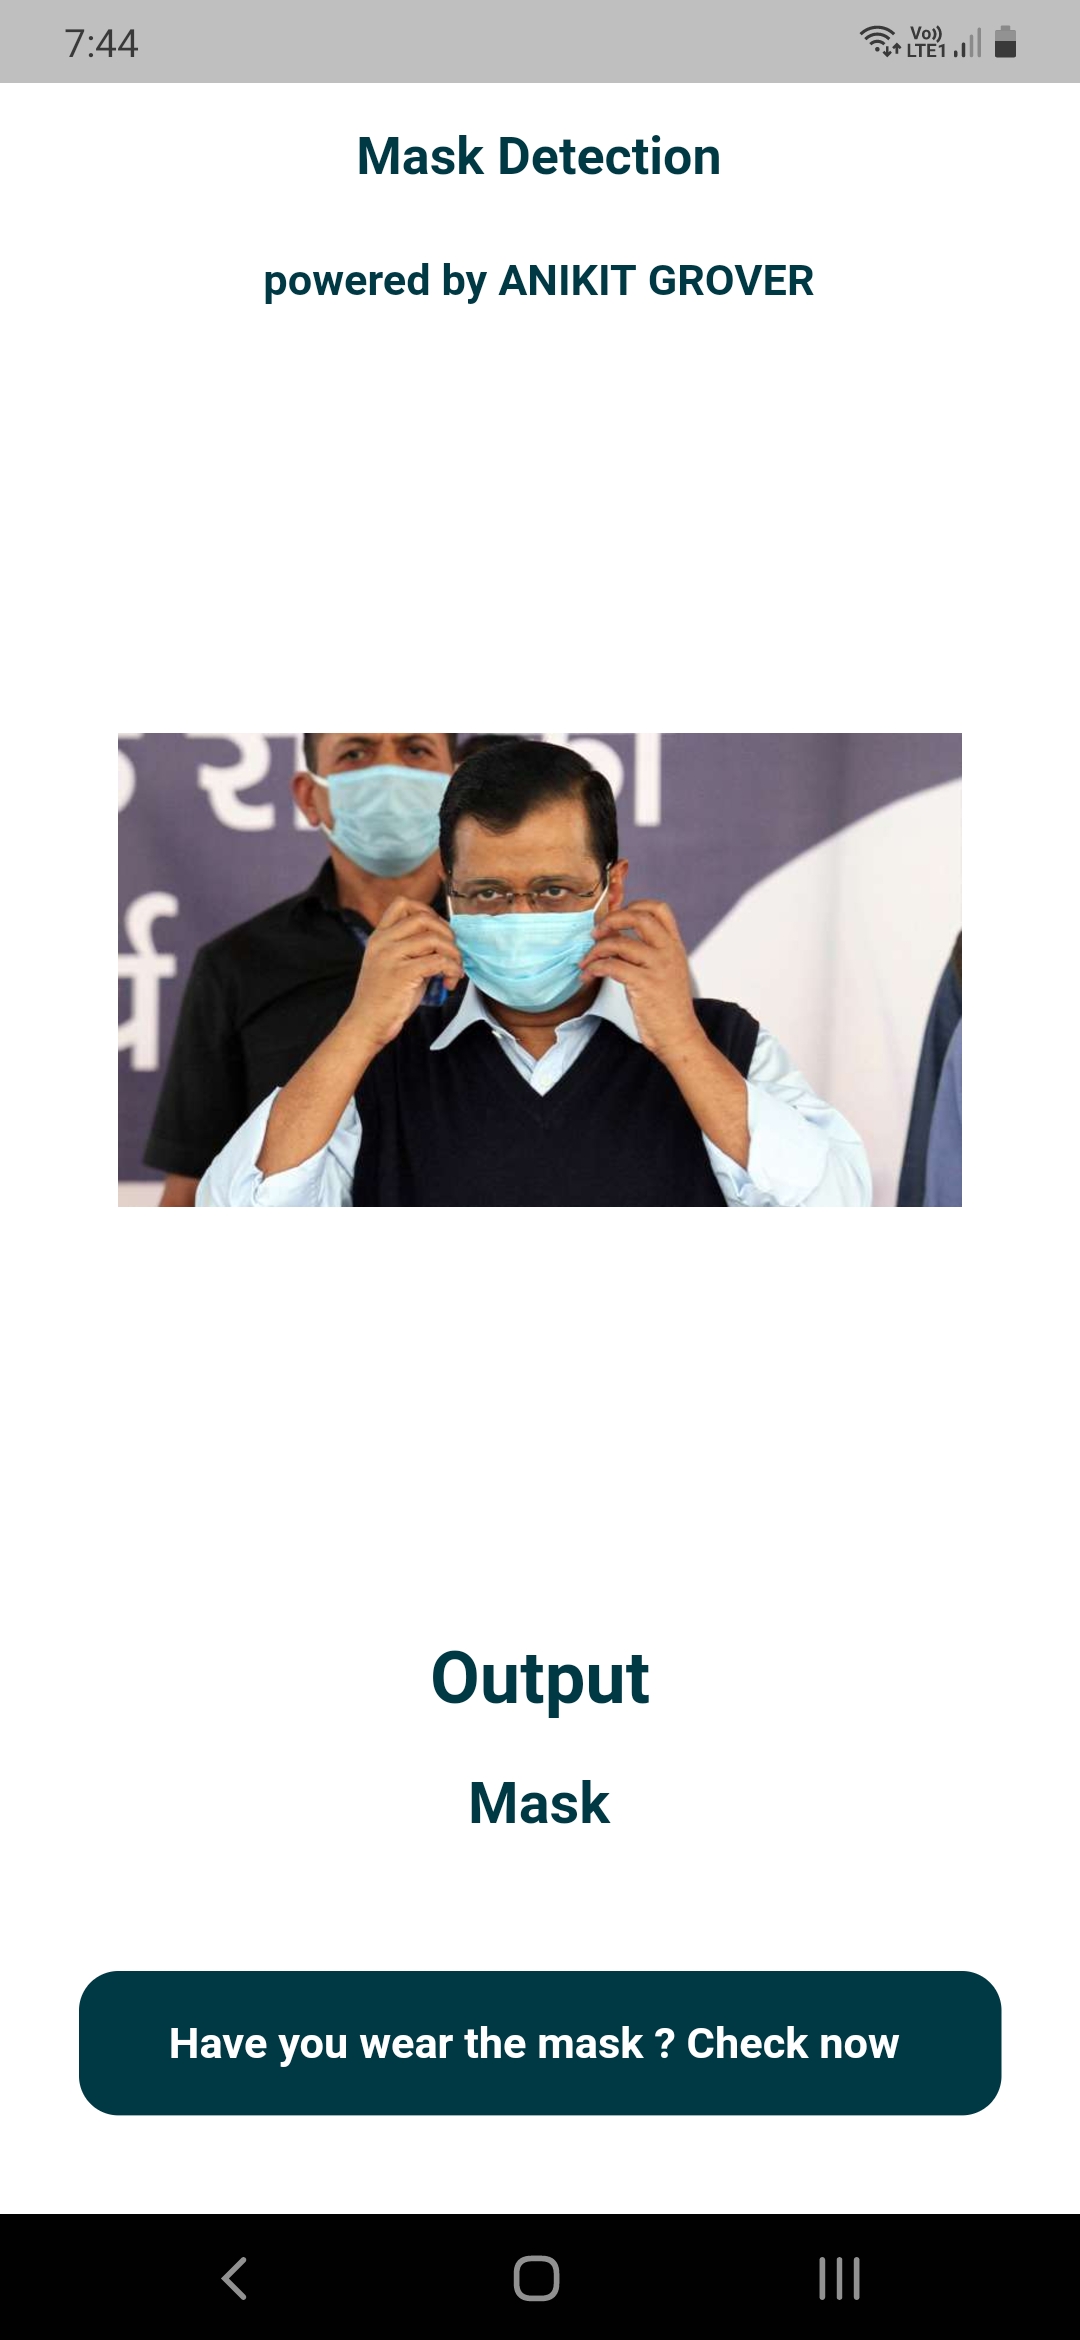 7:44
Vo))
LTE1
Mask Detection
powered by ANIKIT GROVER
Output
Mask
Have you wear the mask ? Check now